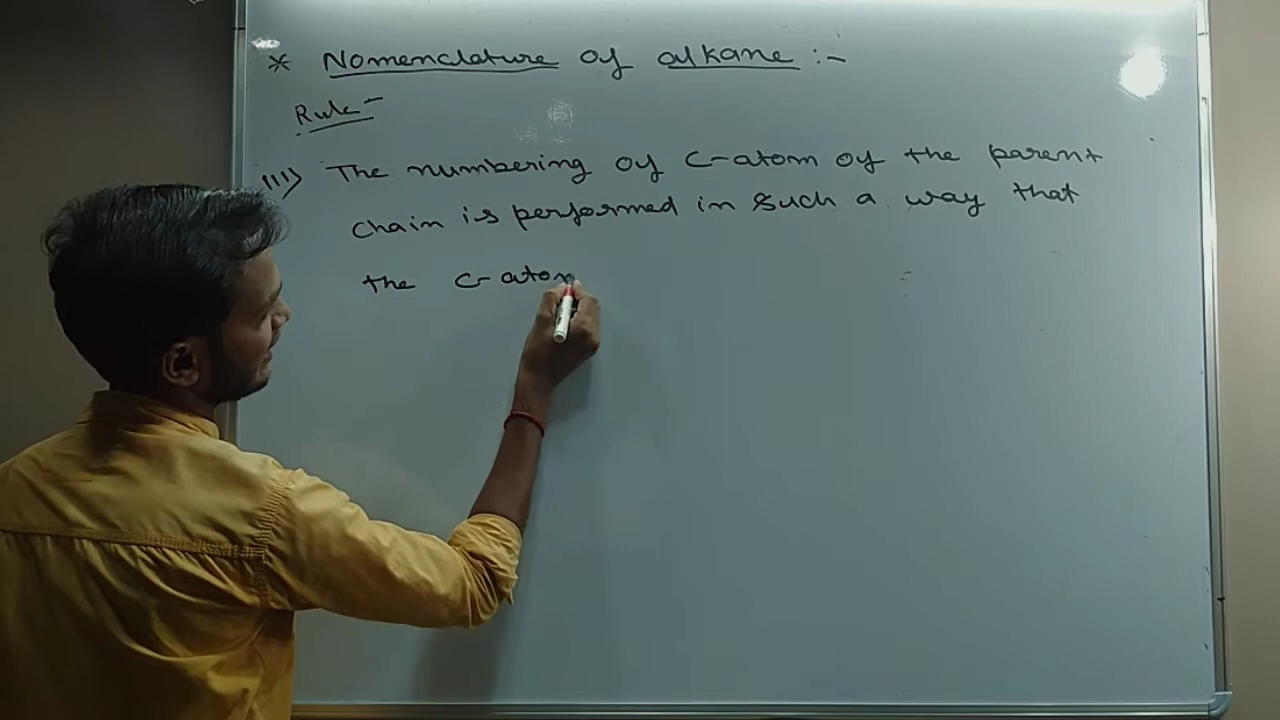 * Nomenclature of alkane :-
Rule -
III) The numbering of C-atom of the parent
chain is performed in such a way that
the C-atom